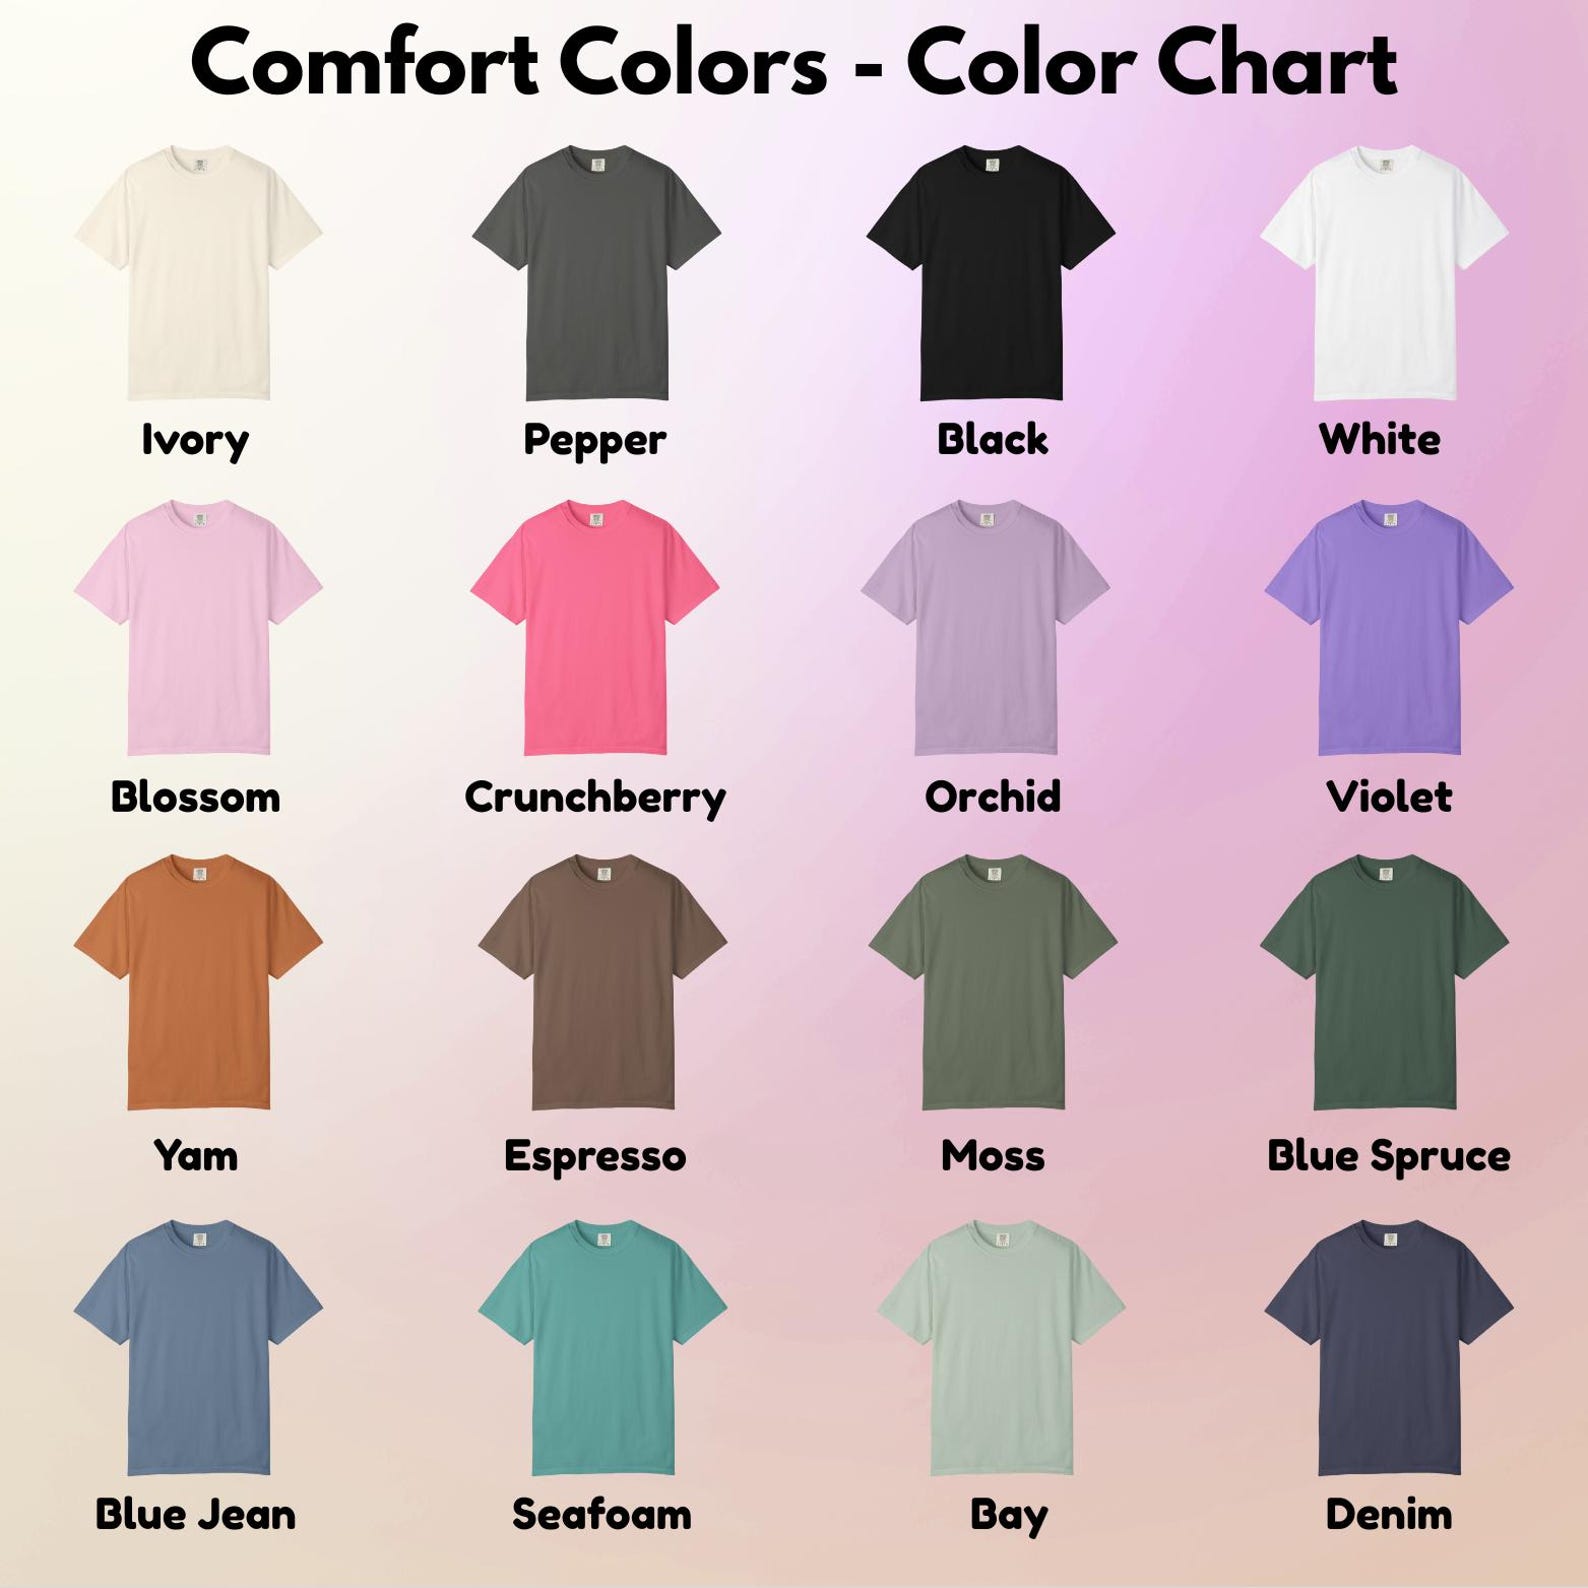 Comfort Colors - Color Chart
Ivory
Pepper
Black
White
Blossom
Crunchberry
Orchid
Violet
Yam
Espresso
Moss
Blue Spruce
Blue Jean
Seafoam
Bay
Denim